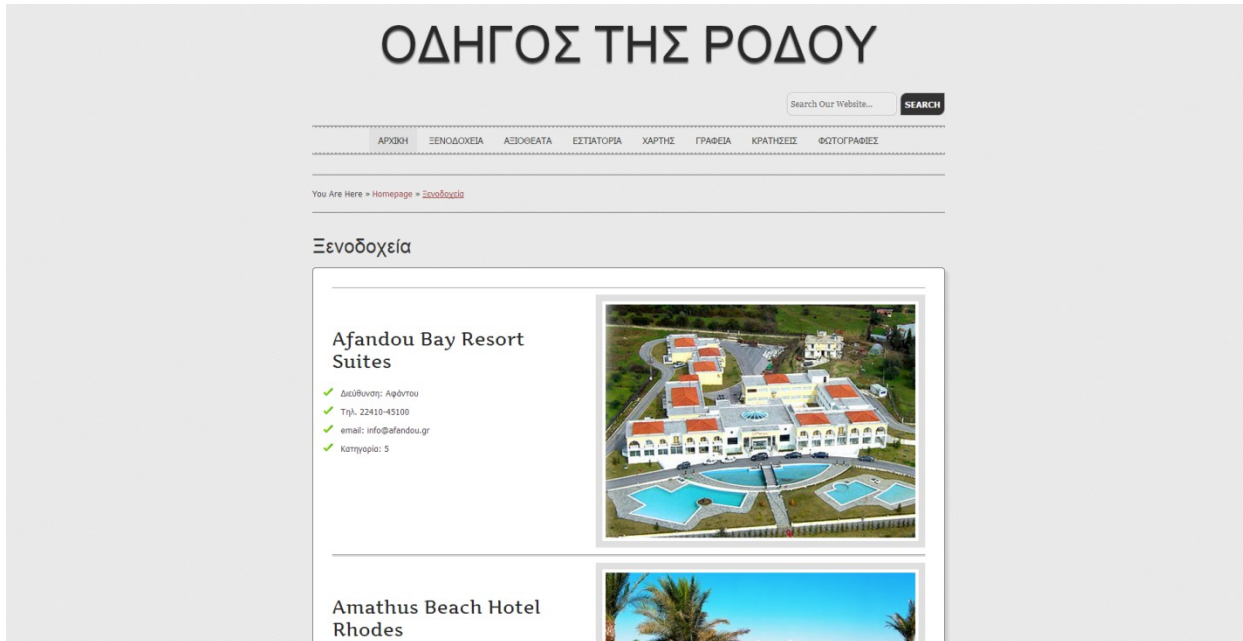 ΟΔΗΓΟΣ ΤΗΣ ΡΟΔΟΥ
Search Our Website... SEARCH
ΑΡΧΙΚΗ ΞΕΝΟΔΟΧΕΙΑ ΑΞΙΟΘΕΑΤΑ ΕΣΤΙΑΤΟΡΙΑ ΧΑΡΤΗΣ ΓΡΑΦΕΙΑ ΚΡΑΤΗΣΕΙΣ ΦΩΤΟΓΡΑΦΙΕΣ
You Are Here » Homepage » Ξενοδοχεία
Ξενοδοχεία
Afandou Bay Resort
Suites
Διεύθυνση: Αφάντου
Τηλ. 22410-45100
email: info@afandou.gr
Κατηγορία: 5
Amathus Beach Hotel
Rhodes